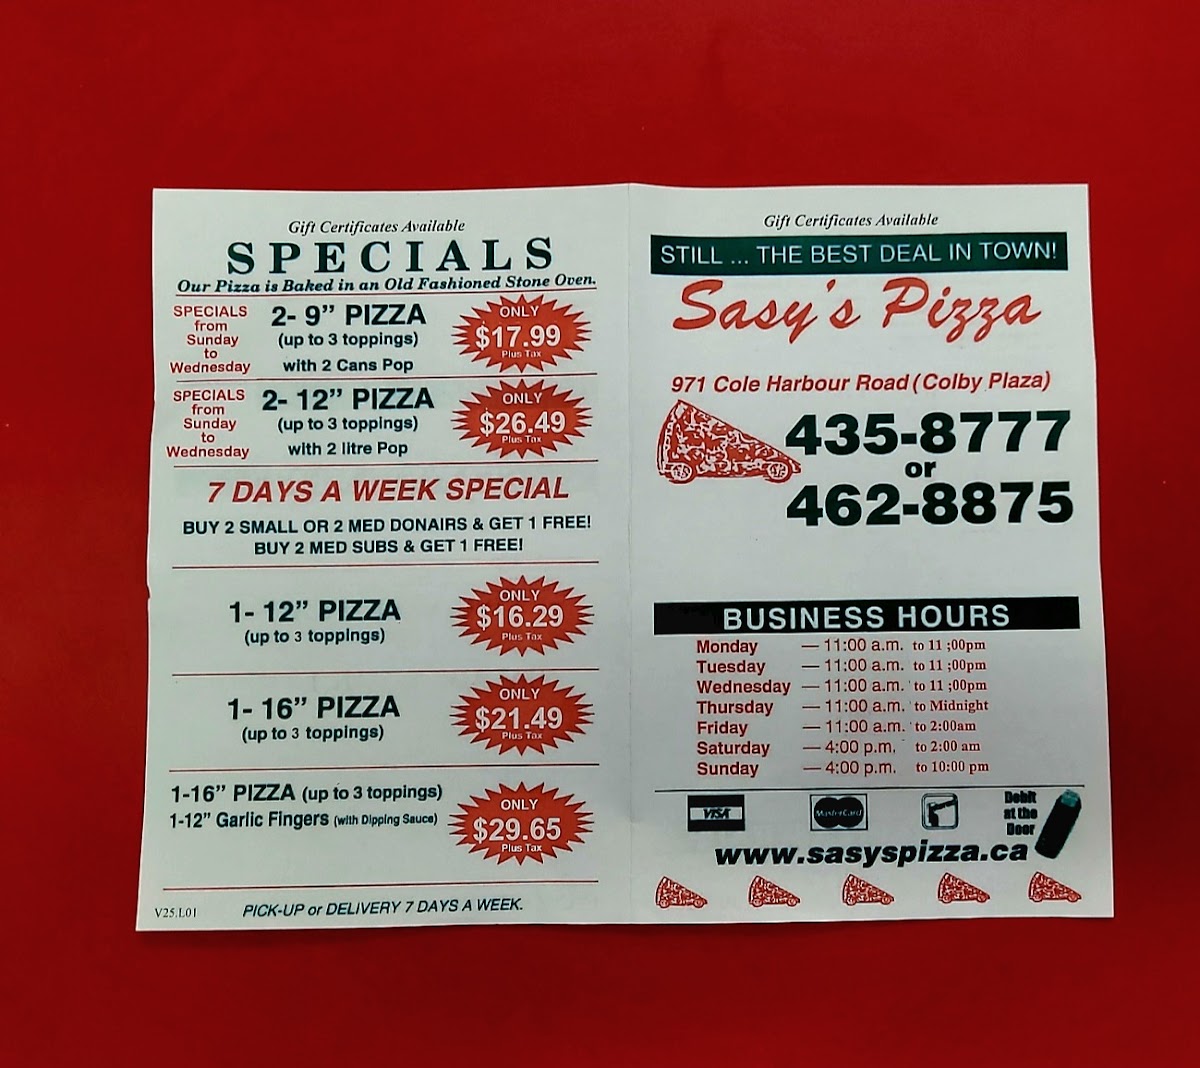 Gift Certificates Available
SPECIALS
Our Pizza is Baked in an Old Fashioned Stone Oven.
SPECIALS
from
Sunday
to
Wednesday
2- 9” PIZZA
(up to 3 toppings)
with 2 Cans Pop
ONLY
$17.99
Plus Tax
SPECIALS
from
Sunday
to
Wednesday
2- 12” PIZZA
(up to 3 toppings)
with 2 litre Pop
ONLY
$26.49
Plus Tax
7 DAYS A WEEK SPECIAL
BUY 2 SMALL OR 2 MED DONAIRS & GET 1 FREE!
BUY 2 MED SUBS & GET 1 FREE!
1- 12” PIZZA
(up to 3 toppings)
ONLY
$16.29
Plus Tax
1- 16” PIZZA
(up to 3 toppings)
ONLY
$21.49
Plus Tax
1-16” PIZZA (up to 3 toppings)
1-12” Garlic Fingers (with Dipping Sauce)
ONLY
$29.65
Plus Tax
V25.L01
PICK-UP or DELIVERY 7 DAYS A WEEK.
Gift Certificates Available
STILL ... THE BEST DEAL IN TOWN!
Sasy's Pizza
971 Cole Harbour Road (Colby Plaza)
435-8777
or
462-8875
BUSINESS HOURS
Monday — 11:00 a.m. to 11 ;00pm
Tuesday — 11:00 a.m. to 11 ;00pm
Wednesday — 11:00 a.m. to 11 ;00pm
Thursday — 11:00 a.m. to Midnight
Friday — 11:00 a.m. to 2:00am
Saturday — 4:00 p.m. to 2:00 am
Sunday — 4:00 p.m. to 10:00 pm
VISA
MasterCard
Debit
at the
Door
www.sasyspizza.ca